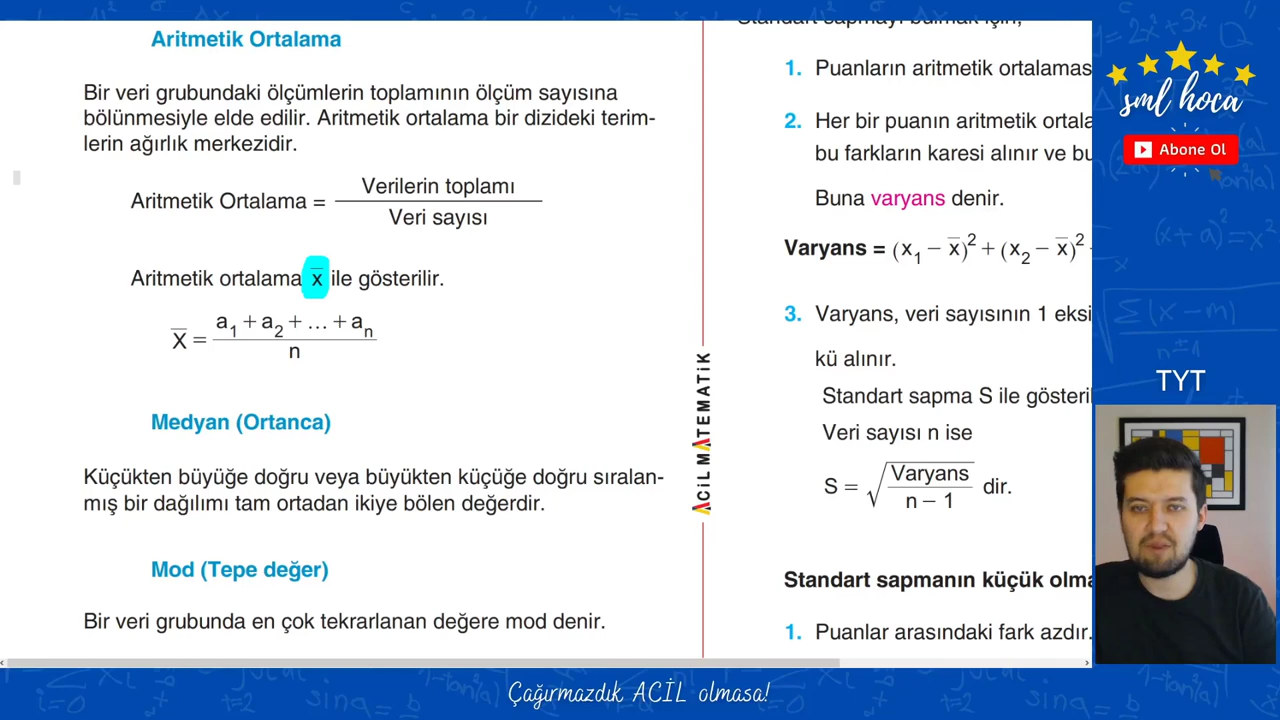 Aritmetik Ortalama
Bir veri grubundaki ölçümlerin toplamının ölçüm sayısına
bölünmesiyle elde edilir. Aritmetik ortalama bir dizideki terim-
lerin ağırlık merkezidir.
Aritmetik Ortalama = Verilerin toplamı
Veri sayısı
Aritmetik ortalama x̅ ile gösterilir.
x̅ = a₁ + a₂ + ... + aₙ
n
Medyan (Ortanca)
Küçükten büyüğe doğru veya büyükten küçüğe doğru sıralan-
mış bir dağılımı tam ortadan ikiye bölen değerdir.
Mod (Tepe değer)
Bir veri grubunda en çok tekrarlanan değere mod denir.
ACİL MATEMATİK
Standart sapmayı bulmak için,
1. Puanların aritmetik ortalamas
2. Her bir puanın aritmetik ortala
bu farkların karesi alınır ve bu
Buna varyans denir.
Varyans = (x₁ − x̅)² + (x₂ − x̅)²
3. Varyans, veri sayısının 1 eksi
kü alınır.
Standart sapma S ile gösteril
Veri sayısı n ise
S = √ Varyans dir.
n − 1
Standart sapmanın küçük olma
1. Puanlar arasındaki fark azdır.
sml hoca
Abone Ol
TYT
Çağırmazdık ACİL olmasa!